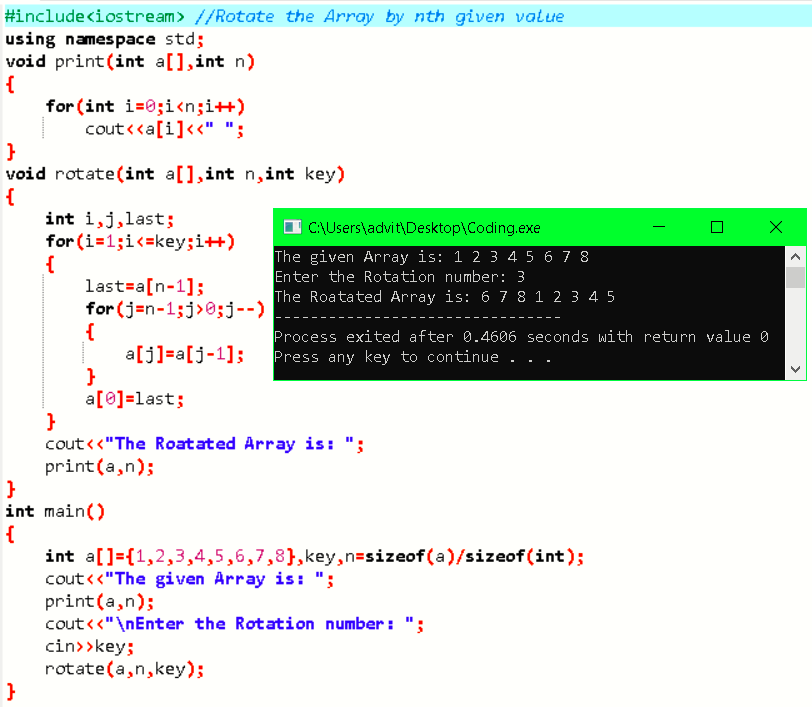 #include<iostream> //Rotate the Array by nth given value
using namespace std;
void print(int a[],int n)
{
    for(int i=0;i<n;i++)
        cout<<a[i]<<" ";
}
void rotate(int a[],int n,int key)
{
    int i,j,last;
    for(i=1;i<=key;i++)
    {
        last=a[n-1];
        for(j=n-1;j>0;j--)
        {
            a[j]=a[j-1];
        }
        a[0]=last;
    }
    cout<<"The Roatated Array is: ";
    print(a,n);
}
int main()
{
    int a[]={1,2,3,4,5,6,7,8},key,n=sizeof(a)/sizeof(int);
    cout<<"The given Array is: ";
    print(a,n);
    cout<<"\nEnter the Rotation number: ";
    cin>>key;
    rotate(a,n,key);
}
C:\Users\advit\Desktop\Coding.exe
The given Array is: 1 2 3 4 5 6 7 8
Enter the Rotation number: 3
The Roatated Array is: 6 7 8 1 2 3 4 5
--------------------------------
Process exited after 0.4606 seconds with return value 0
Press any key to continue . . .